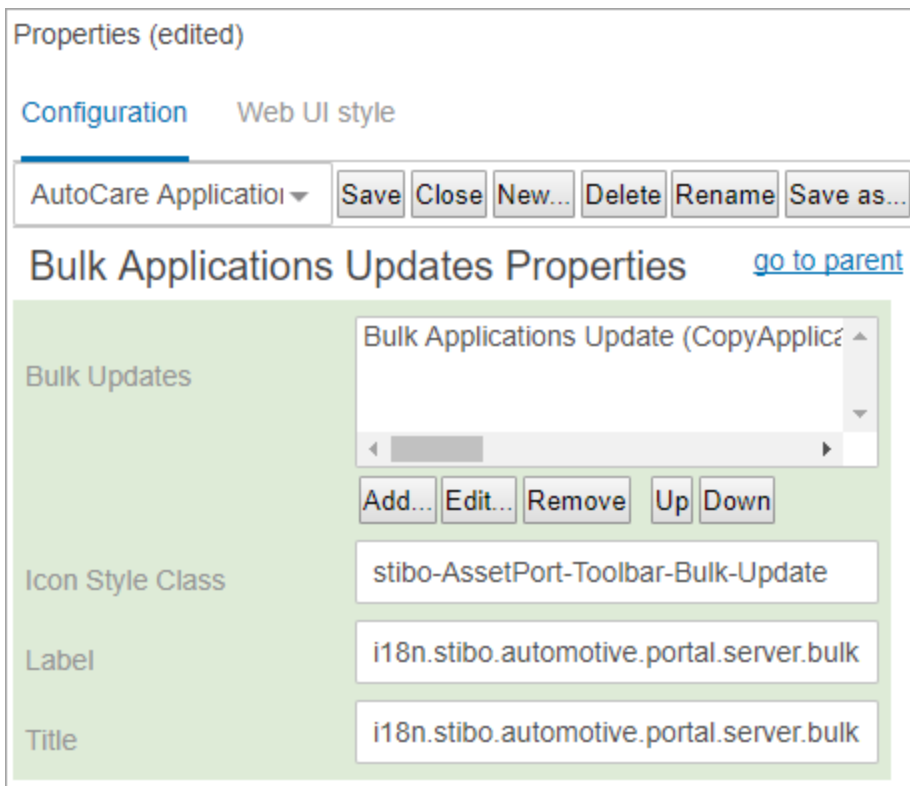 Properties (edited)
Configuration Web UI style
AutoCare Application Save Close New... Delete Rename Save as...
Bulk Applications Updates Properties go to parent
Bulk Updates Bulk Applications Update (CopyApplica
Add... Edit... Remove Up Down
Icon Style Class stibo-AssetPort-Toolbar-Bulk-Update
Label i18n.stibo.automotive.portal.server.bulk
Title i18n.stibo.automotive.portal.server.bulk